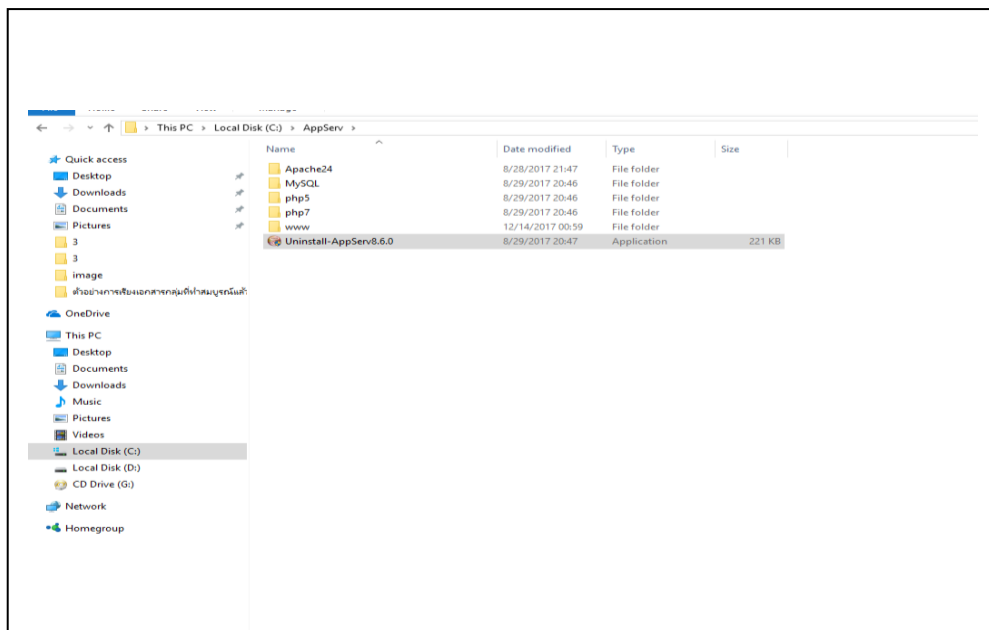 This PC > Local Disk (C:) > AppServ >
Name Date modified Type Size
Quick access
Desktop
Downloads
Documents
Pictures
3
3
image
ตัวอย่างการเรียงเอกสารกลุ่มที่ทำสมบูรณ์แล้ว
OneDrive
This PC
Desktop
Documents
Downloads
Music
Pictures
Videos
Local Disk (C:)
Local Disk (D:)
CD Drive (G:)
Network
Homegroup
Apache24 8/28/2017 21:47 File folder
MySQL 8/29/2017 20:46 File folder
php5 8/29/2017 20:46 File folder
php7 8/29/2017 20:46 File folder
www 12/14/2017 00:59 File folder
Uninstall-AppServ8.6.0 8/29/2017 20:47 Application 221 KB